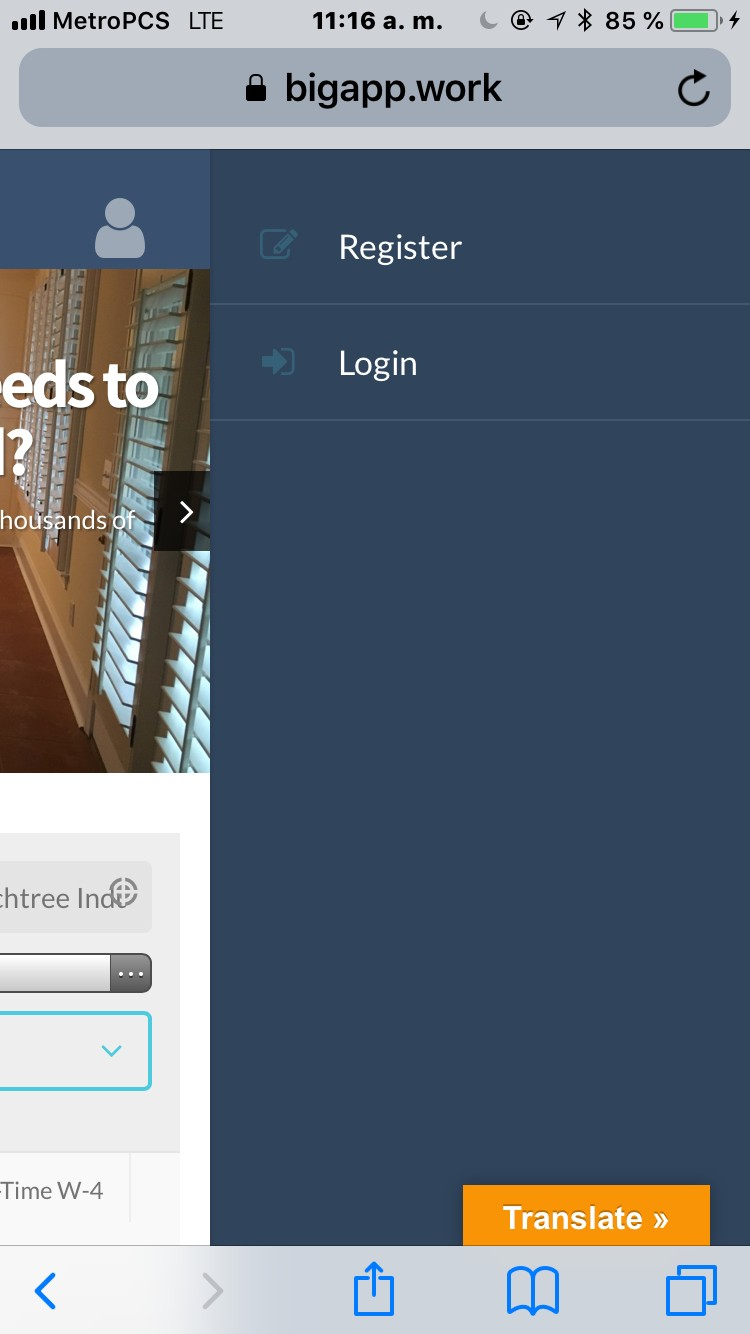 MetroPCS LTE 11:16 a. m. 85 %
bigapp.work
Register
Login
eds to
?
housands of
chtree Ind
...
-Time W-4
Translate »